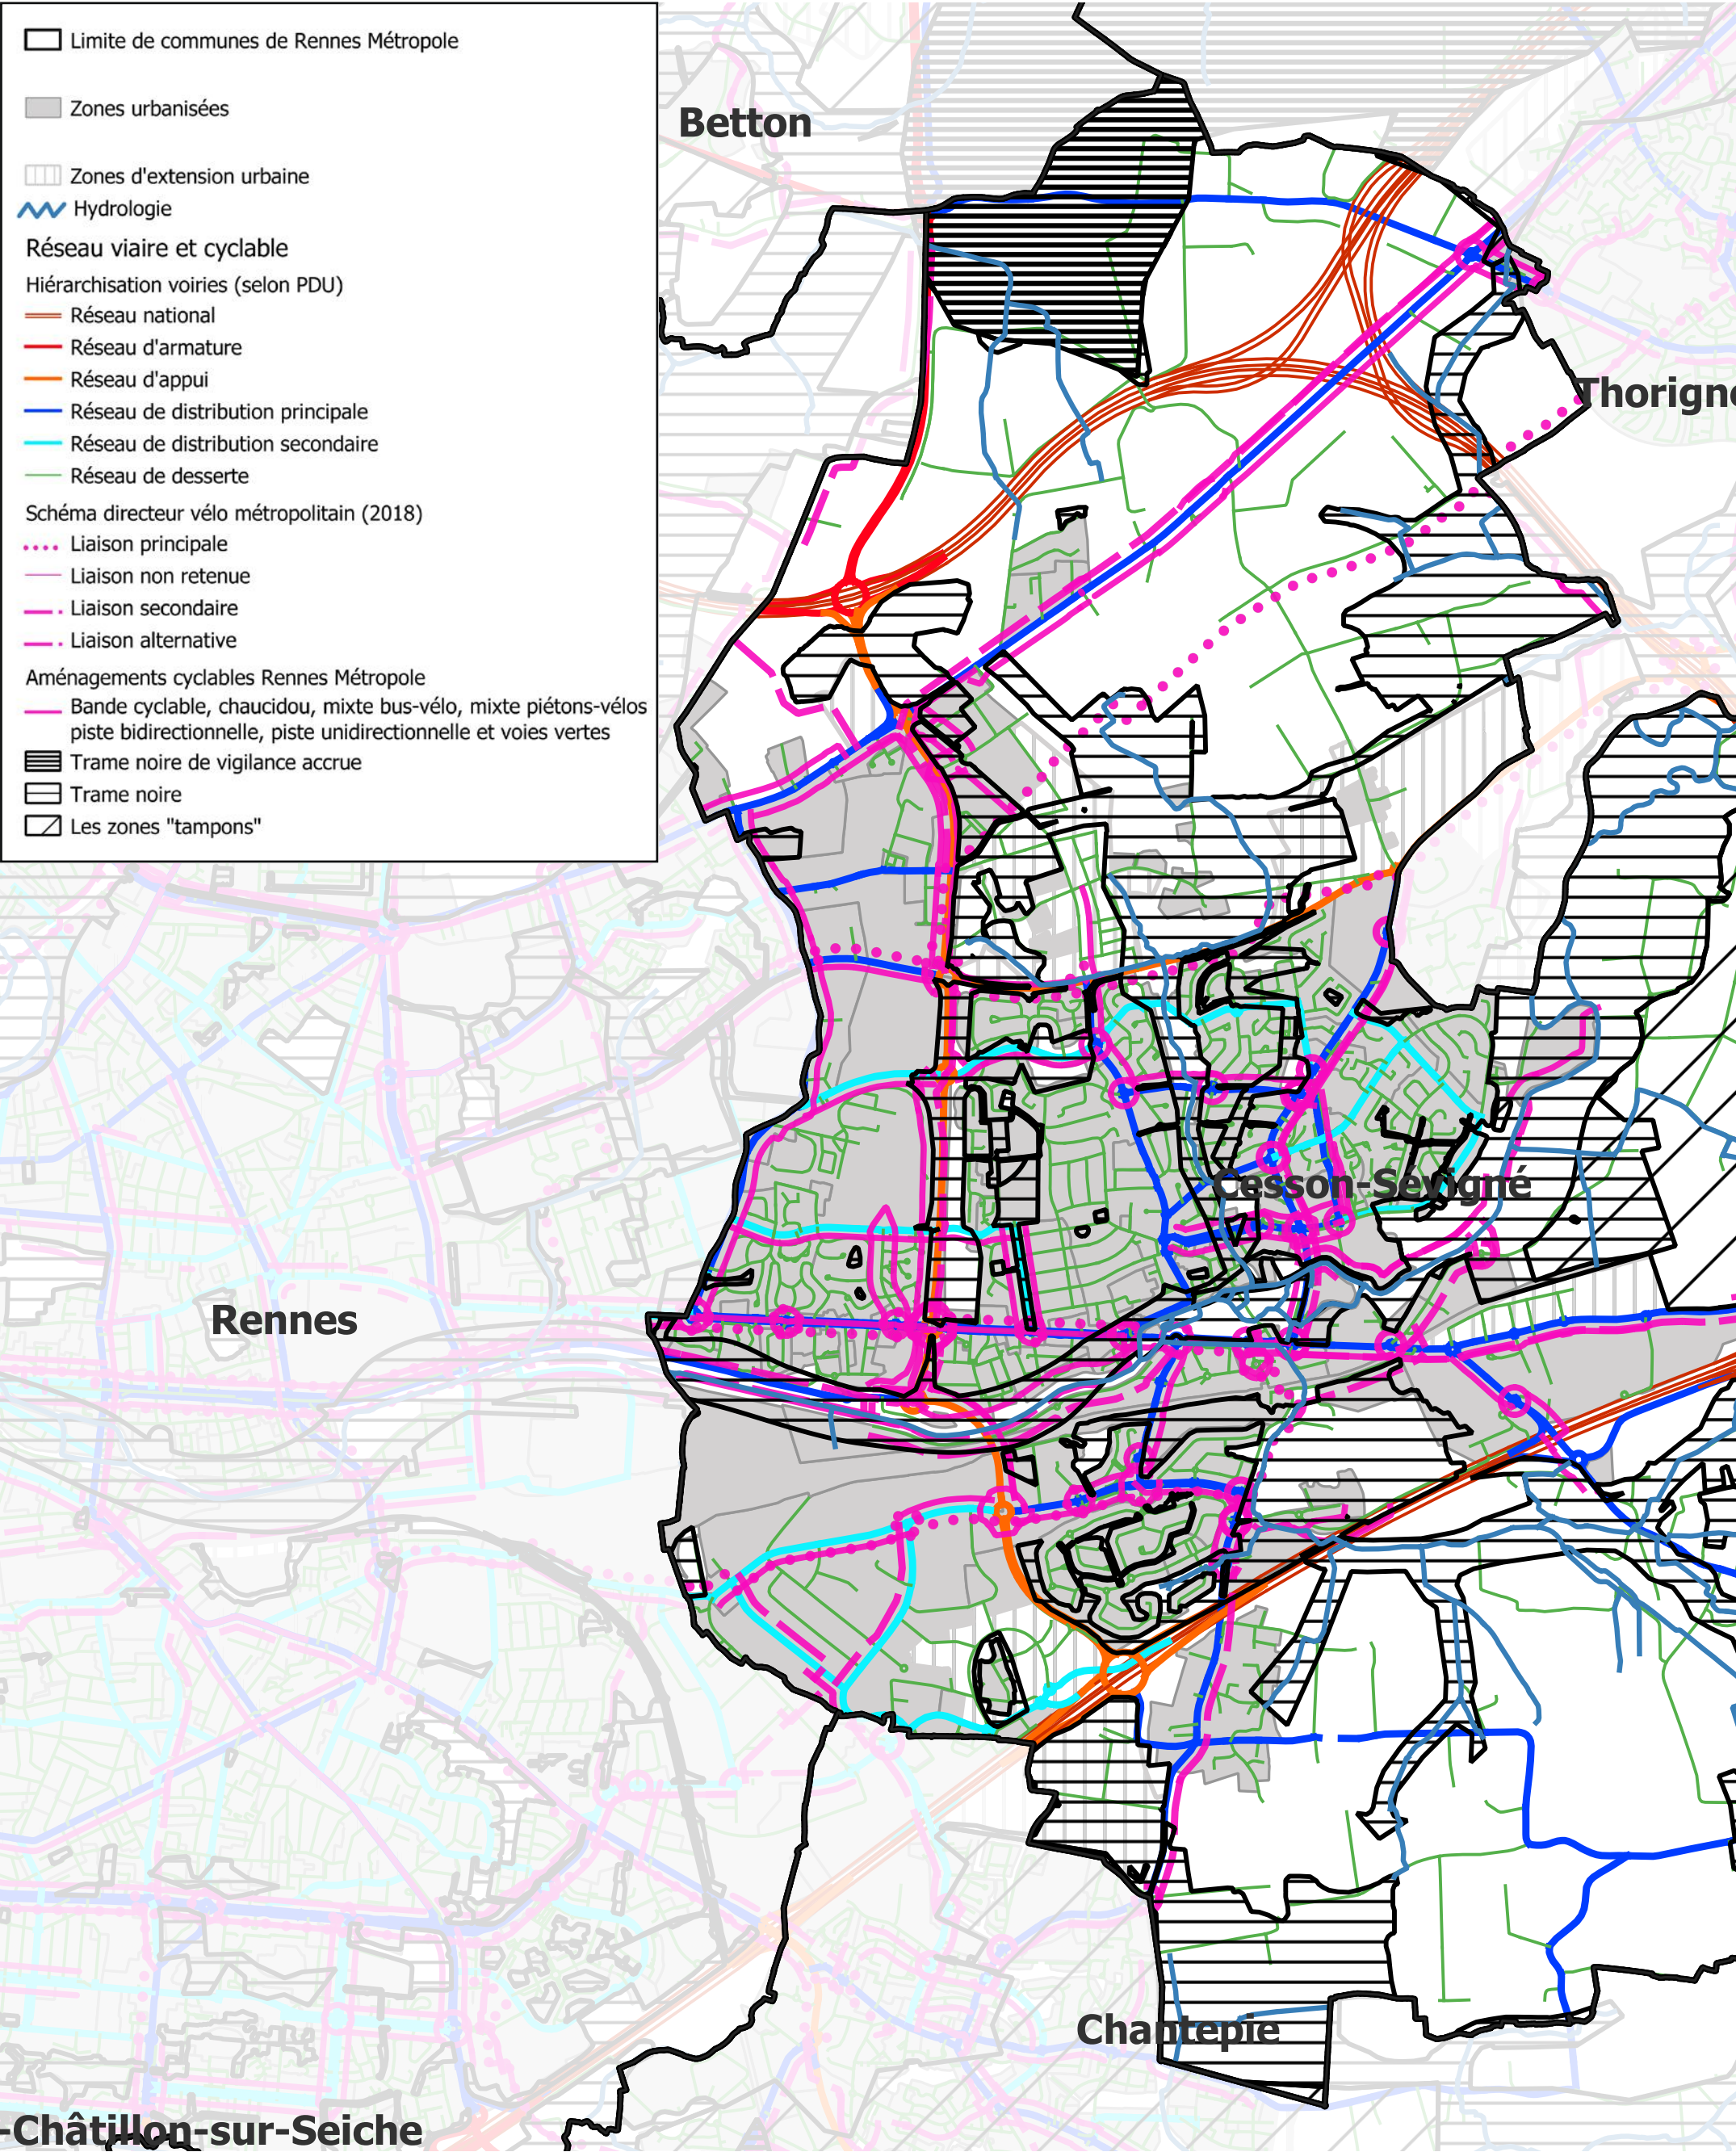 Limite de communes de Rennes Métropole
Zones urbanisées
Zones d'extension urbaine
Hydrologie
Réseau viaire et cyclable
Hiérarchisation voiries (selon PDU)
Réseau national
Réseau d'armature
Réseau d'appui
Réseau de distribution principale
Réseau de distribution secondaire
Réseau de desserte
Schéma directeur vélo métropolitain (2018)
Liaison principale
Liaison non retenue
Liaison secondaire
Liaison alternative
Aménagements cyclables Rennes Métropole
Bande cyclable, chaucidou, mixte bus-vélo, mixte piétons-vélos
piste bidirectionnelle, piste unidirectionnelle et voies vertes
Trame noire de vigilance accrue
Trame noire
Les zones "tampons"
Betton
Thorign
Cesson-Sévigné
Rennes
Chantepie
-Châtillon-sur-Seiche